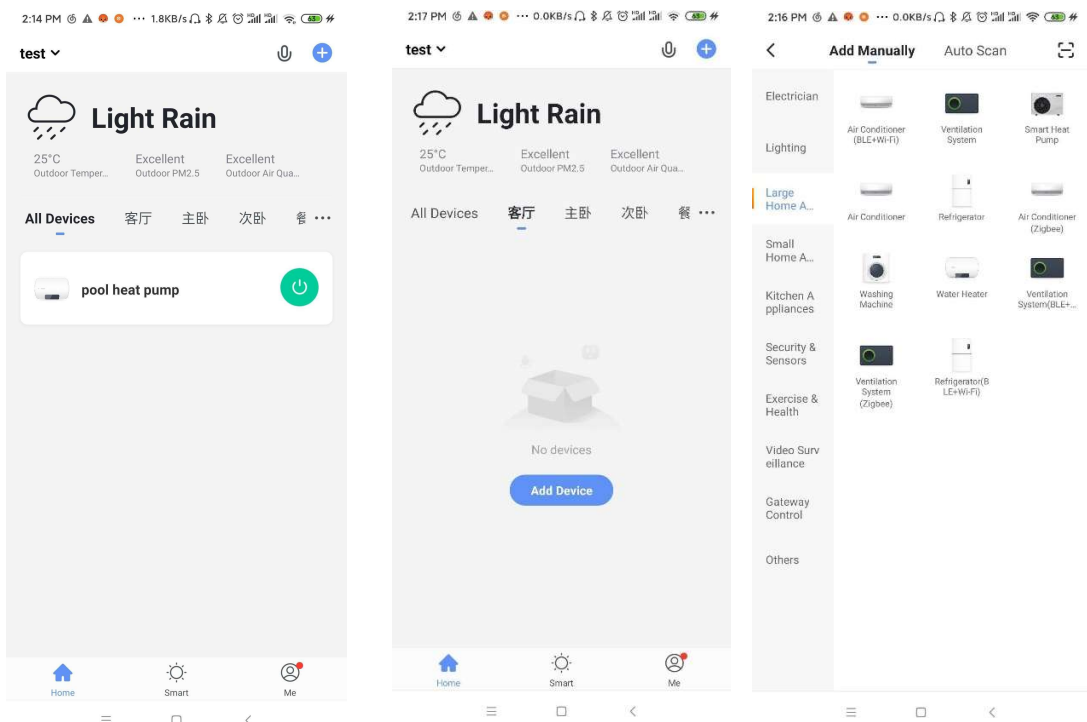 2:14 PM ··· 1.8KB/s 63
test
Light Rain
25°C Excellent Excellent
Outdoor Temper... Outdoor PM2.5 Outdoor Air Qua...
All Devices 客厅 主卧 次卧 餐 ···
pool heat pump
Home Smart Me
2:17 PM ··· 0.0KB/s 63
test
Light Rain
25°C Excellent Excellent
Outdoor Temper... Outdoor PM2.5 Outdoor Air Qua...
All Devices 客厅 主卧 次卧 餐 ···
No devices
Add Device
Home Smart Me
2:16 PM ··· 0.0KB/s 63
Add Manually Auto Scan
Electrician
Lighting
Large
Home A...
Small
Home A...
Kitchen A
ppliances
Security &
Sensors
Exercise &
Health
Video Surv
eillance
Gateway
Control
Others
Air Conditioner
(BLE+Wi-Fi)
Ventilation
System
Smart Heat
Pump
Air Conditioner
Refrigerator
Air Conditioner
(Zigbee)
Washing
Machine
Water Heater
Ventilation
System(BLE+...
Ventilation
System
(Zigbee)
Refrigerator(B
LE+Wi-Fi)